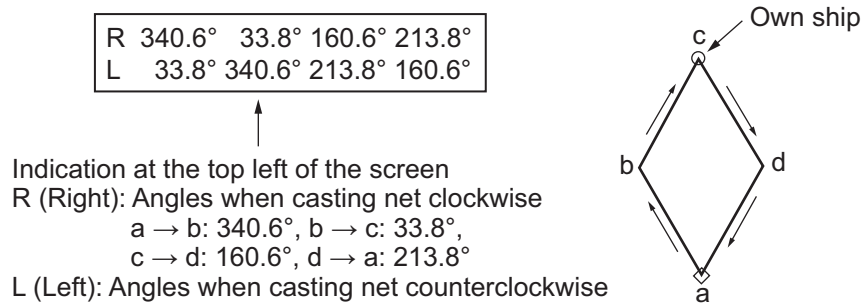 R 340.6° 33.8° 160.6° 213.8°
L 33.8° 340.6° 213.8° 160.6°
Indication at the top left of the screen
R (Right): Angles when casting net clockwise
a → b: 340.6°, b → c: 33.8°,
c → d: 160.6°, d → a: 213.8°
L (Left): Angles when casting net counterclockwise
Own ship
c
b
d
a